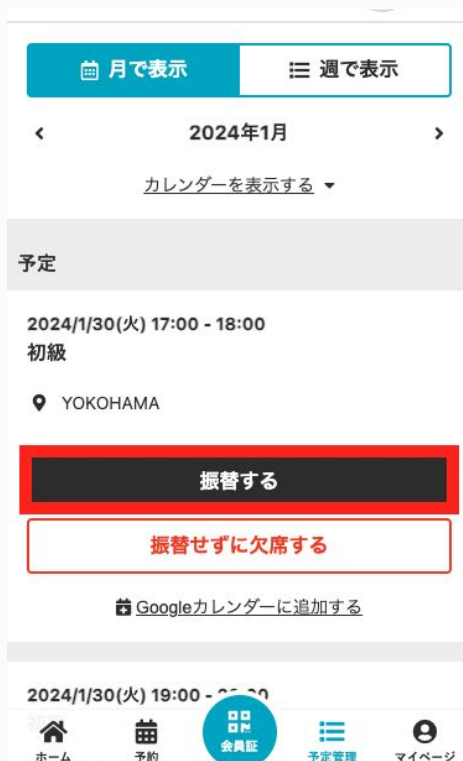 月で表示
週で表示
2024年1月
カレンダーを表示する
予定
2024/1/30(火) 17:00 - 18:00
初級
YOKOHAMA
振替する
振替せずに欠席する
Googleカレンダーに追加する
2024/1/30(火) 19:00 -
ホーム
予約
会員証
予定管理
マイページ